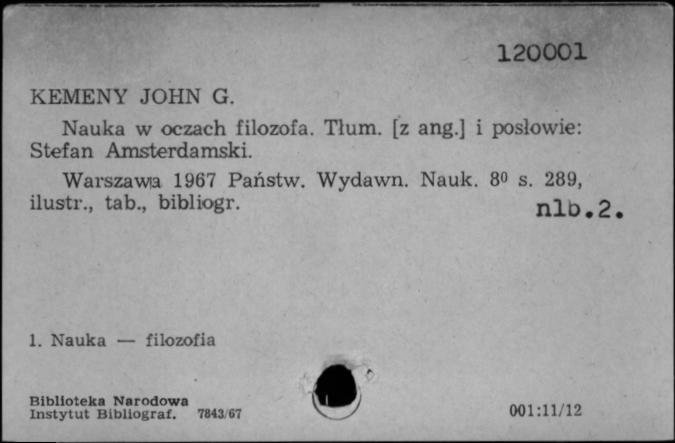 120001
KEMENY JOHN G.
Nauka w oczach filozofa. Tłum. [z ang.] i posłowie:
Stefan Amsterdamski.
Warszawa 1967 Państw. Wydawn. Nauk. 8⁰ s. 289,
ilustr., tab., bibliogr.
nlb.2.
1. Nauka — filozofia
Biblioteka Narodowa
Instytut Bibliograf. 7843/67
001:11/12